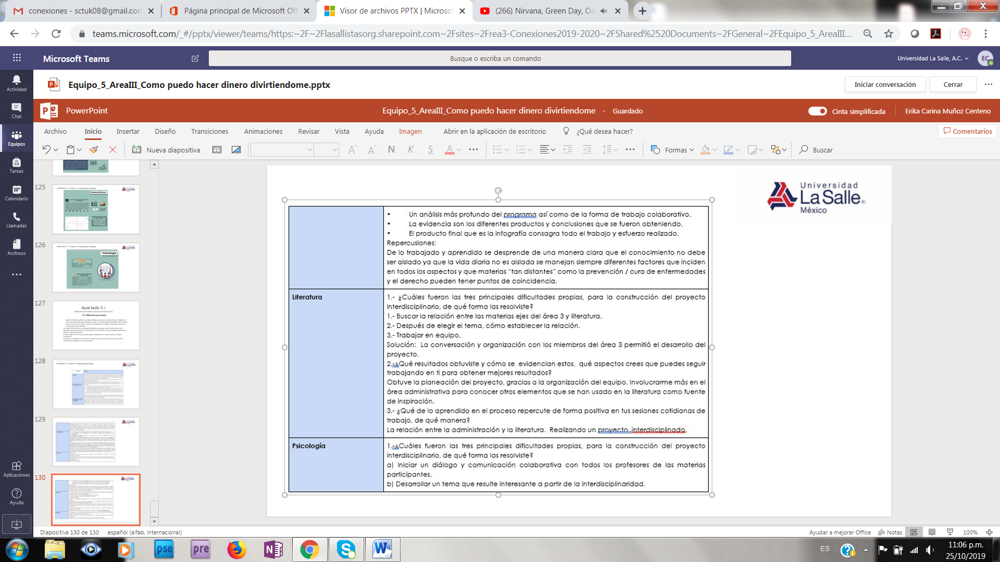 conexiones - sctuk08@gmail.com
Página principal de Microsoft Off
Visor de archivos PPTX | Microsof
(266) Nirvana, Green Day, Oa
teams.microsoft.com/_#/pptx/viewer/teams/https:~2F~2Flasallistasorg.sharepoint.com~2Fsites~2Frea3-Conexiones2019-2020~2FShared%2520Documents~2FGeneral~2FEquipo_5_AreaIII...
Microsoft Teams
Busque o escriba un comando
Universidad La Salle, A.C.
EC
Equipo_5_AreaIII_Como puedo hacer dinero divirtiendome.pptx
Iniciar conversación
Cerrar
PowerPoint
Equipo_5_AreaIII_Como puedo hacer dinero divirtiendome - Guardado
Cinta simplificada
Erika Carina Muñoz Centeno
Archivo Inicio Insertar Diseño Transiciones Animaciones Revisar Vista Ayuda Imagen Abrir en la aplicación de escritorio ¿Qué desea hacer?
Comentarios
Nueva diapositiva
N K S A
Formas
Buscar
Actividad
Chat
Equipos
Tareas
Calendario
Llamadas
Archivos
Aplicaciones
Ayuda
125
Matemáticas
126
Psicología
127
Apartado 5.i
128
129
130
Universidad
La Salle®
México
• Un análisis más profundo del programa así como de la forma de trabajo colaborativo.
• La evidencia son los diferentes productos y conclusiones que se fueron obteniendo.
• El producto final que es la infografía consagra todo el trabajo y esfuerzo realizado.
Repercusiones:
De lo trabajado y aprendido se desprende de una manera clara que el conocimiento no debe
ser aislado ya que la vida diaria no es aislada se manejan siempre diferentes factores que inciden
en todos los aspectos y que materias "tan distantes" como la prevención / cura de enfermedades
y el derecho pueden tener puntos de coincidencia.
Literatura
1.- ¿Cuáles fueron las tres principales dificultades propias, para la construcción del proyecto
interdisciplinario, de qué forma las resolviste?
1.- Buscar la relación entre las materias ejes del área 3 y literatura.
2.- Después de elegir el tema, cómo establecer la relación.
3.- Trabajar en equipo.
Solución: La conversación y organización con los miembros del área 3 permitió el desarrollo del
proyecto.
2.-¿Qué resultados obtuviste y cómo se evidencian estos, qué aspectos crees que puedes seguir
trabajando en ti para obtener mejores resultados?
Obtuve la planeación del proyecto, gracias a la organización del equipo. Involucrarme más en el
área administrativa para conocer otros elementos que se han usado en la literatura como fuente
de inspiración.
3.- ¿Qué de lo aprendido en el proceso repercute de forma positiva en tus sesiones cotidianas de
trabajo, de qué manera?
La relación entre la administración y la literatura. Realizando un proyecto interdisciplinado.
Psicología
1.-¿Cuáles fueron las tres principales dificultades propias, para la construcción del proyecto
interdisciplinario, de qué forma las resolviste?
a) Iniciar un diálogo y comunicación colaborativa con todos los profesores de las materias
participantes.
b) Desarrollar un tema que resulte interesante a partir de la interdisciplinaridad.
Diapositiva 130 de 130
español (alfab. internacional)
Ayudar a mejorar Office
Notas
100%
pse
pre
ES
11:06 p.m.
25/10/2019